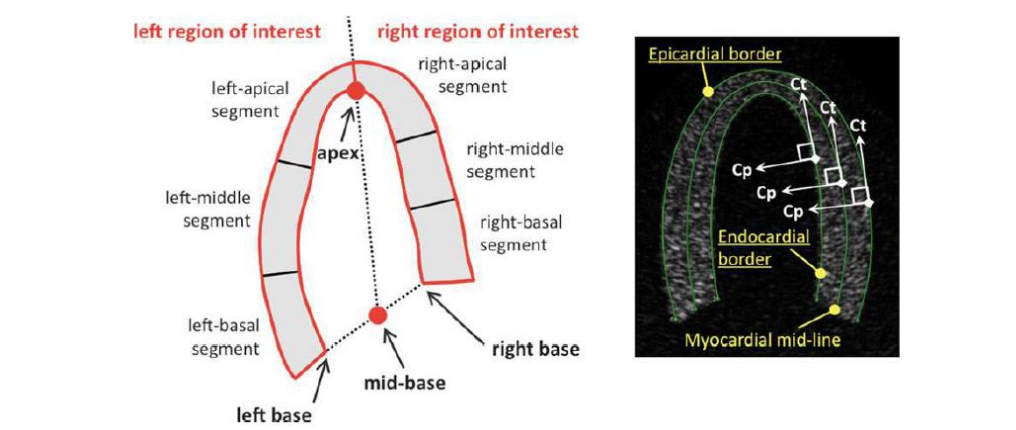 left region of interest
right region of interest
left-apical
segment
right-apical
segment
apex
right-middle
segment
left-middle
segment
right-basal
segment
left-basal
segment
right base
mid-base
left base
Epicardial border
Ct
Ct
Ct
Cp
Cp
Cp
Endocardial
border
Myocardial mid-line